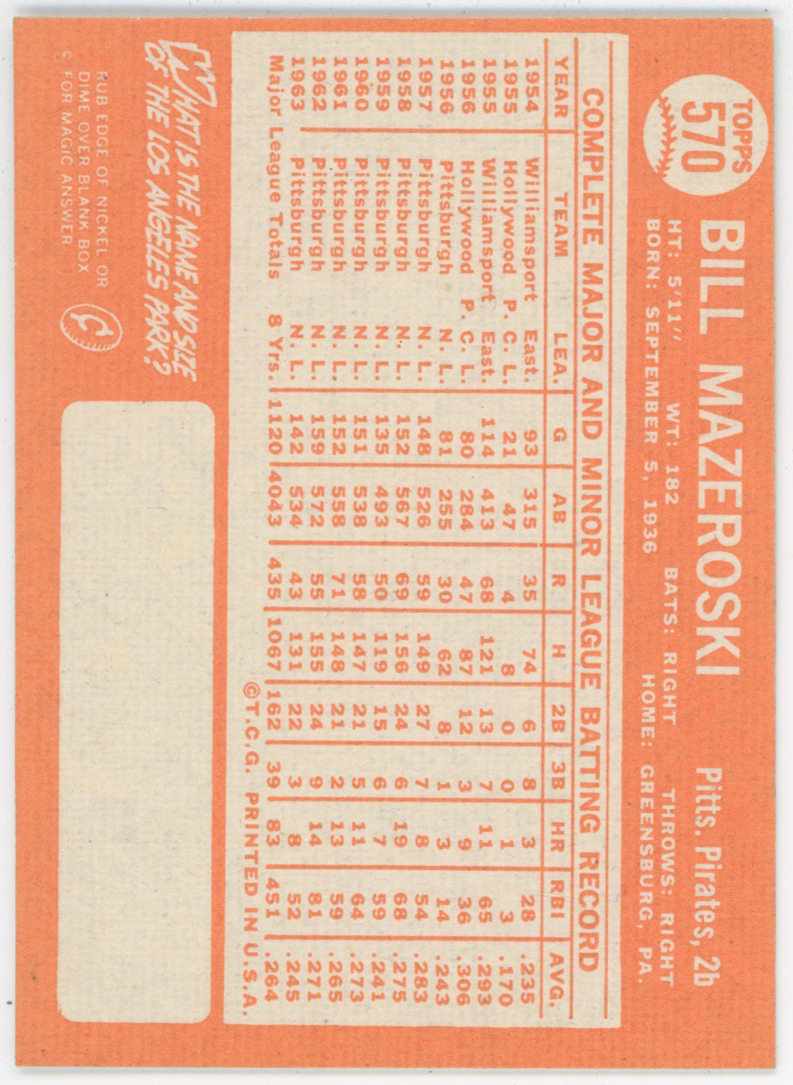 TOPPS
570
BILL MAZEROSKI Pitts. Pirates, 2b
HT: 5'11" WT: 182 BATS: RIGHT THROWS: RIGHT
BORN: SEPTEMBER 5, 1936 HOME: GREENSBURG, PA.
COMPLETE MAJOR AND MINOR LEAGUE BATTING RECORD
YEAR TEAM LEA. G AB R H 2B 3B HR RBI AVG.
1954 Williamsport East. 93 315 35 74 6 8 3 28 .235
1955 Hollywood P. C. L. 21 47 4 8 0 0 1 3 .170
1955 Williamsport East. 114 413 68 121 13 7 11 65 .293
1956 Hollywood P. C. L. 80 284 47 87 12 3 9 36 .306
1956 Pittsburgh N. L. 81 255 30 62 8 1 3 14 .243
1957 Pittsburgh N. L. 148 526 59 149 27 7 8 54 .283
1958 Pittsburgh N. L. 152 567 69 156 24 6 19 68 .275
1959 Pittsburgh N. L. 135 493 50 119 15 6 7 59 .241
1960 Pittsburgh N. L. 151 538 58 147 21 5 11 64 .273
1961 Pittsburgh N. L. 152 558 71 148 21 2 13 59 .265
1962 Pittsburgh N. L. 159 572 55 155 24 9 14 81 .271
1963 Pittsburgh N. L. 142 534 43 131 22 3 8 52 .245
Major League Totals 8 Yrs. 1120 4043 435 1067 162 39 83 451 .264
©T.C.G. PRINTED IN U.S.A.
WHAT IS THE NAME AND SIZE
OF THE LOS ANGELES PARK?
RUB EDGE OF NICKEL OR
DIME OVER BLANK BOX
FOR MAGIC ANSWER
C